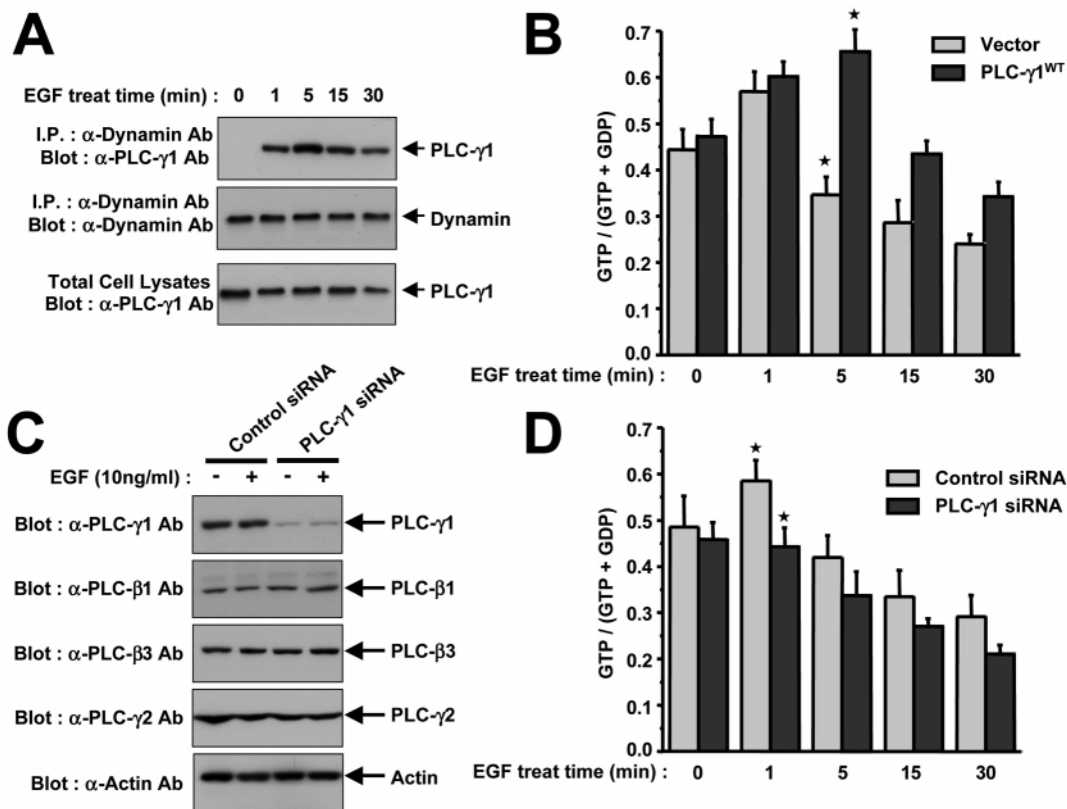 A
EGF treat time (min) 0 1 5 15 30
I.P. : α-Dynamin Ab
Blot : α-PLC-γ1 Ab
PLC-γ1
I.P. : α-Dynamin Ab
Blot : α-Dynamin Ab
Dynamin
Total Cell Lysates
Blot : α-PLC-γ1 Ab
PLC-γ1
B
Vector
PLC-γ1WT
GTP / (GTP + GDP)
0.7
0.6
0.5
0.4
0.3
0.2
0.0
EGF treat time (min) : 0 1 5 15 30
C
Control siRNA
PLC-γ1 siRNA
EGF (10ng/ml) : - + - +
Blot : α-PLC-γ1 Ab
PLC-γ1
Blot : α-PLC-β1 Ab
PLC-β1
Blot : α-PLC-β3 Ab
PLC-β3
Blot : α-PLC-γ2 Ab
PLC-γ2
Blot : α-Actin Ab
Actin
D
Control siRNA
PLC-γ1 siRNA
GTP / (GTP + GDP)
0.7
0.6
0.5
0.4
0.3
0.2
0.0
EGF treat time (min) : 0 1 5 15 30